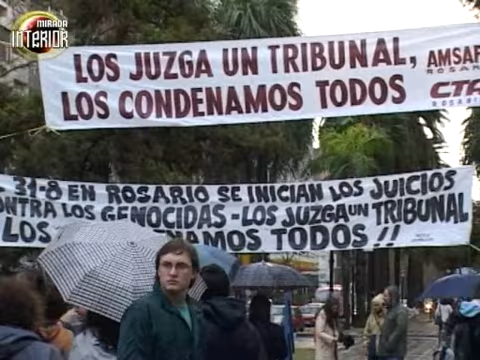 MIRADA
INTERIOR
LOS JUZGA UN TRIBUNAL,
LOS CONDENAMOS TODOS
AMSAF
ROSARI
CTA
ROSARIO
31-8 EN ROSARIO SE INICIAN LOS JUICIOS
CONTRA LOS GENOCIDAS - LOS JUZGA UN TRIBUNAL
LOS NAMOS TODOS !!